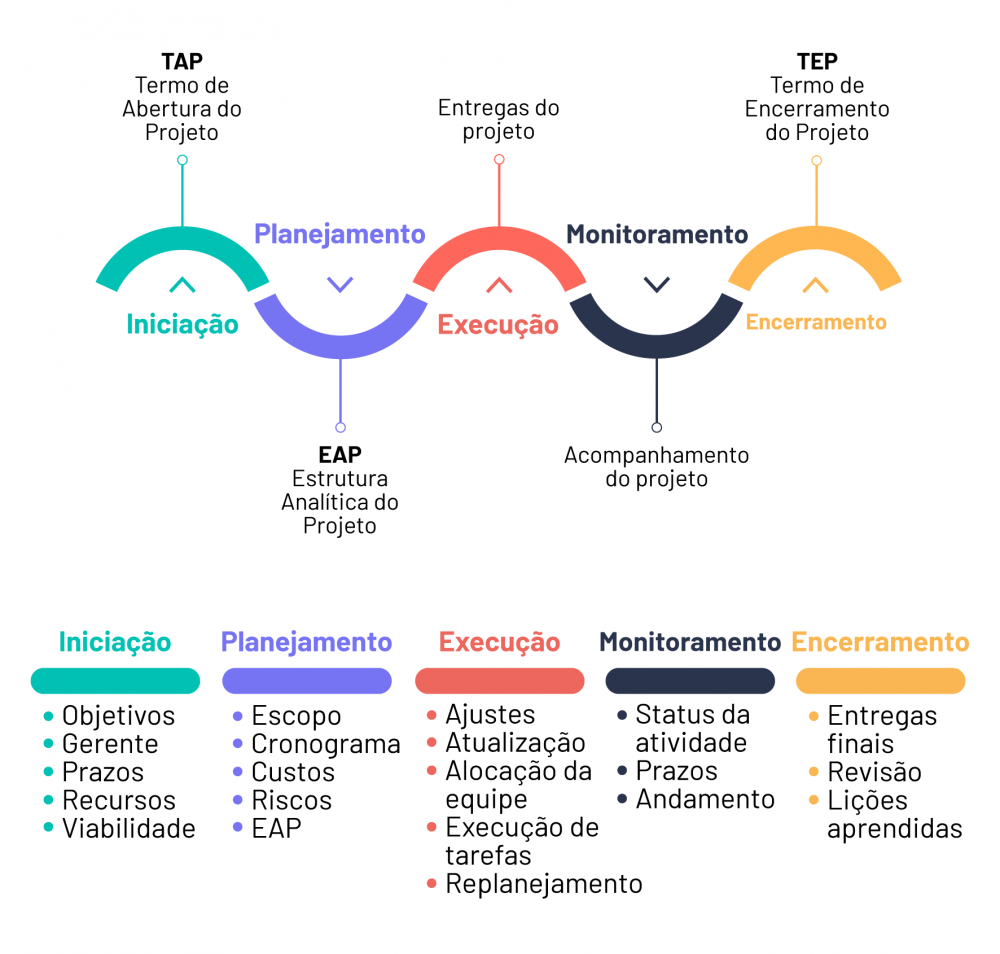 TAP
Termo de
Abertura do
Projeto
Entregas do
projeto
TEP
Termo de
Encerramento
do Projeto
Planejamento
Monitoramento
Iniciação
Execução
Encerramento
EAP
Estrutura
Analítica do
Projeto
Acompanhamento
do projeto
Iniciação
• Objetivos
• Gerente
• Prazos
• Recursos
• Viabilidade
Planejamento
• Escopo
• Cronograma
• Custos
• Riscos
• EAP
Execução
• Ajustes
• Atualização
• Alocação da
equipe
• Execução de
tarefas
• Replanejamento
Monitoramento
• Status da
atividade
• Prazos
• Andamento
Encerramento
• Entregas
finais
• Revisão
• Lições
aprendidas